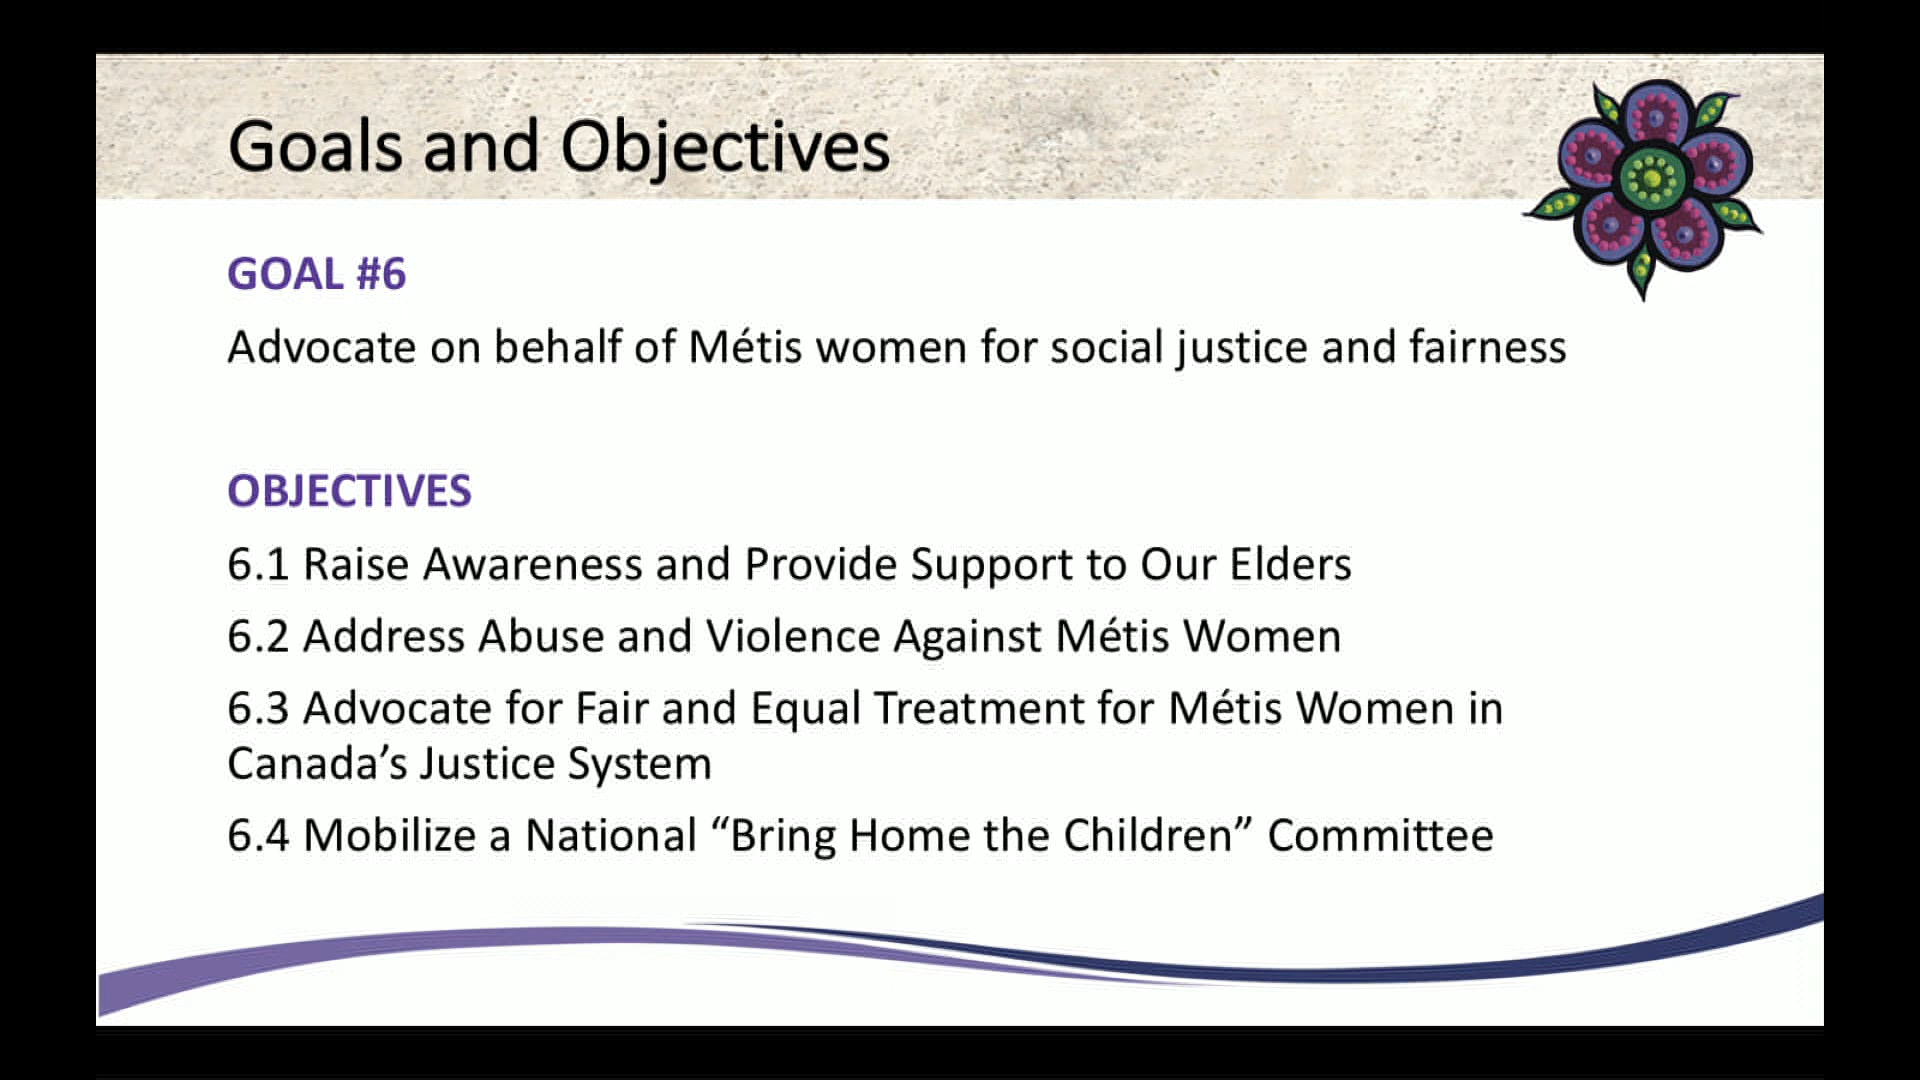 Goals and Objectives
GOAL #6
Advocate on behalf of Métis women for social justice and fairness
OBJECTIVES
6.1 Raise Awareness and Provide Support to Our Elders
6.2 Address Abuse and Violence Against Métis Women
6.3 Advocate for Fair and Equal Treatment for Métis Women in
Canada’s Justice System
6.4 Mobilize a National “Bring Home the Children” Committee